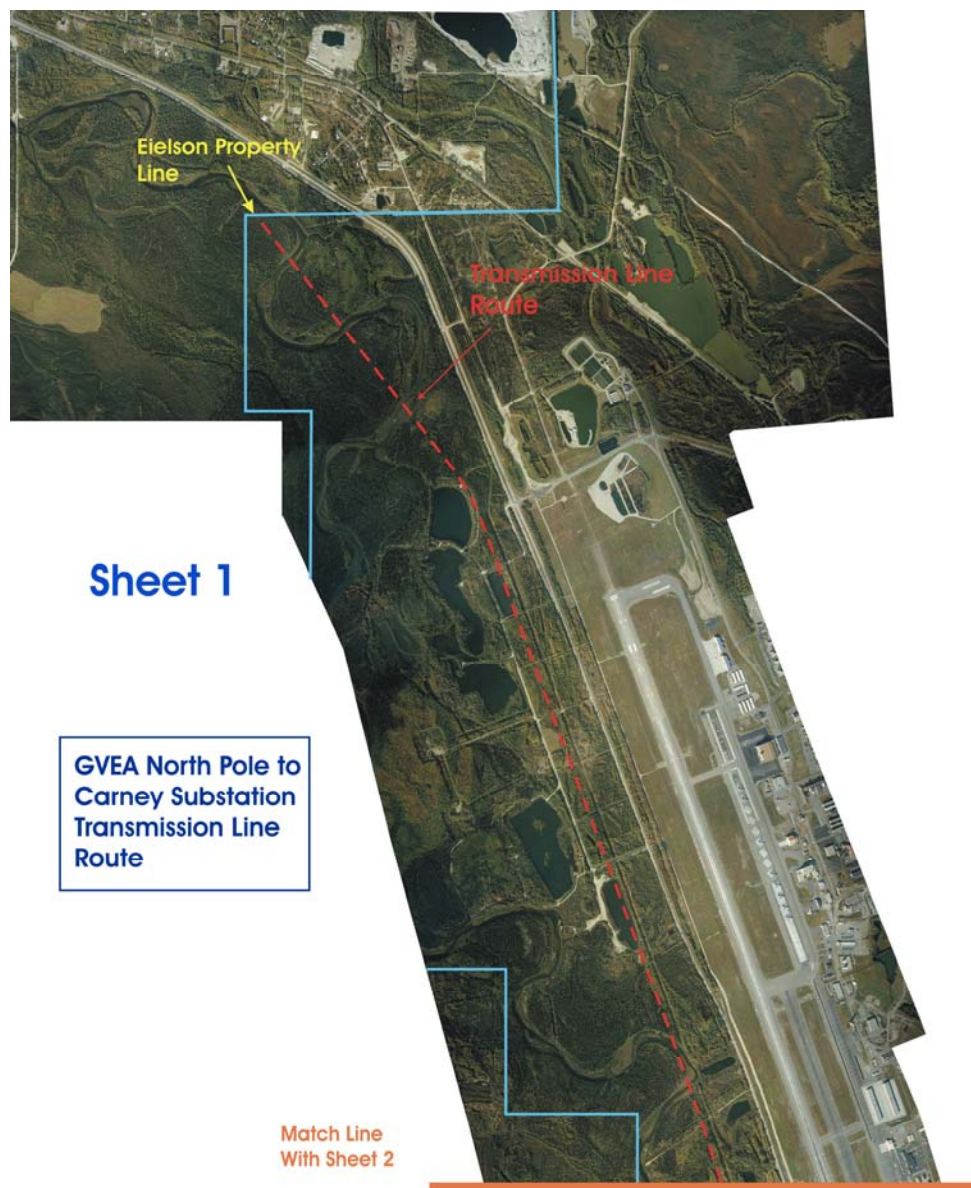 Eielson Property
Line
Transmission Line
Route
Sheet 1
GVEA North Pole to
Carney Substation
Transmission Line
Route
Match Line
With Sheet 2